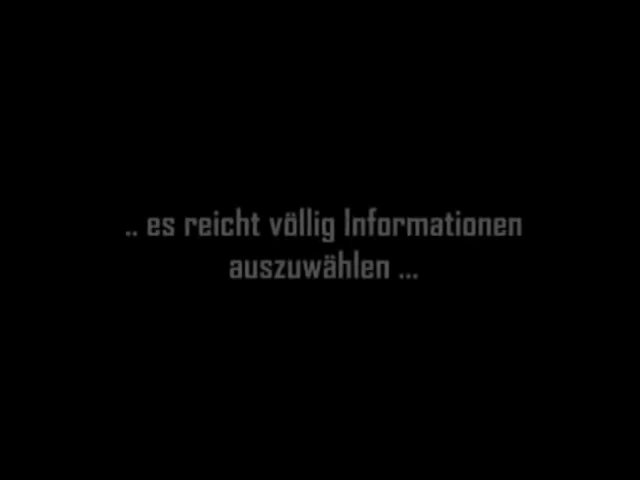 .. es reicht völlig Informationen
auszuwählen ...